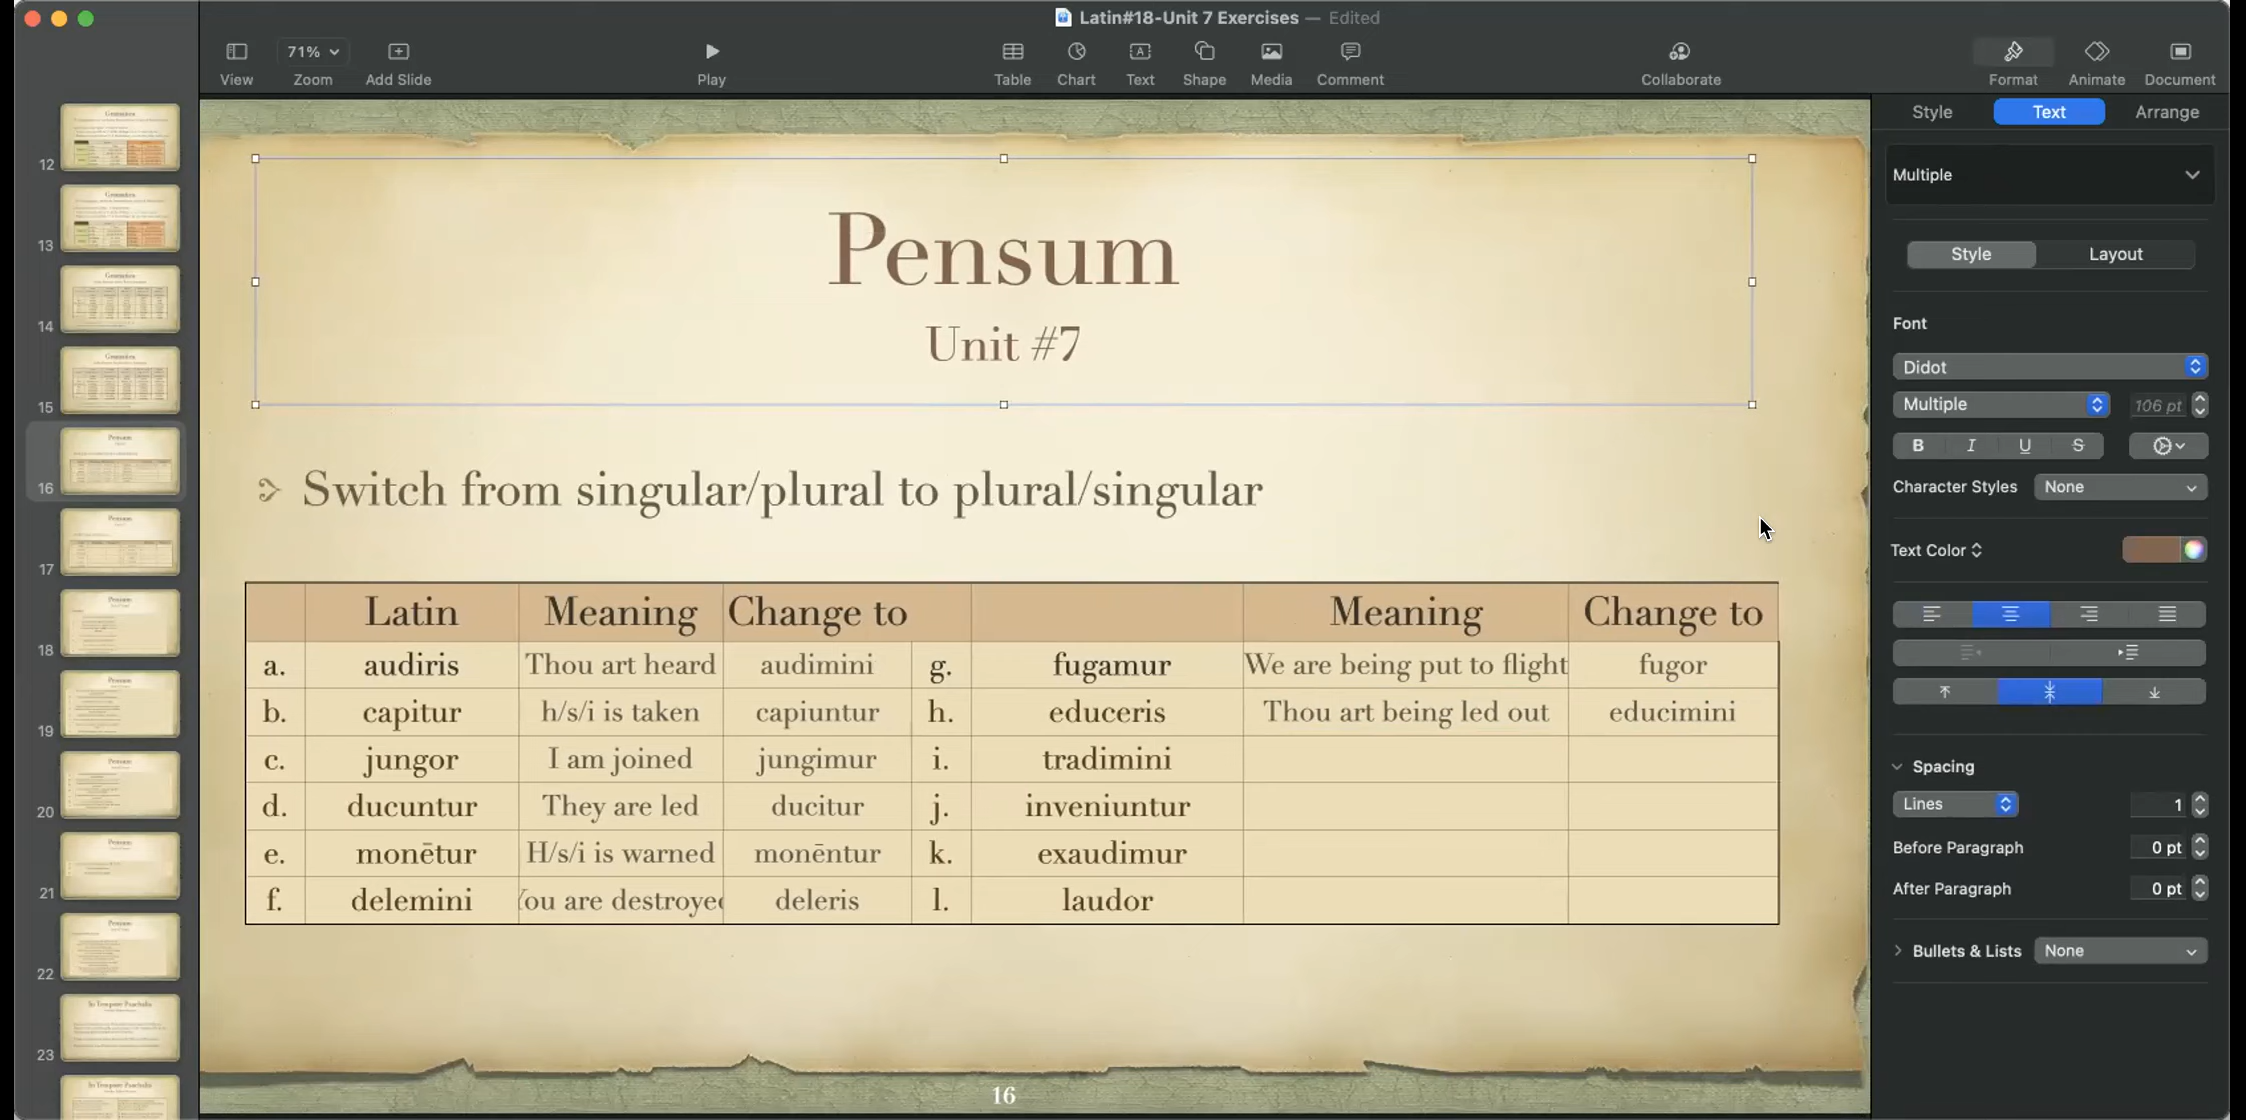 Latin#18-Unit 7 Exercises — Edited
71%
View Zoom Add Slide Play Table Chart Text Shape Media Comment Collaborate Format Animate Document
Style Text Arrange
Multiple
Style Layout
Font
Didot
Multiple 106 pt
B I U S
Character Styles None
Text Color
Spacing
Lines 1
Before Paragraph 0 pt
After Paragraph 0 pt
Bullets & Lists None
12
13
14
15
16
17
18
19
20
21
22
23
Pensum
Unit #7
Switch from singular/plural to plural/singular
Latin Meaning Change to Meaning Change to
a. audiris Thou art heard audimini g. fugamur We are being put to flight fugor
b. capitur h/s/i is taken capiuntur h. educeris Thou art being led out educimini
c. jungor I am joined jungimur i. tradimini
d. ducuntur They are led ducitur j. inveniuntur
e. monētur H/s/i is warned monēntur k. exaudimur
f. delemini You are destroyed deleris l. laudor
16